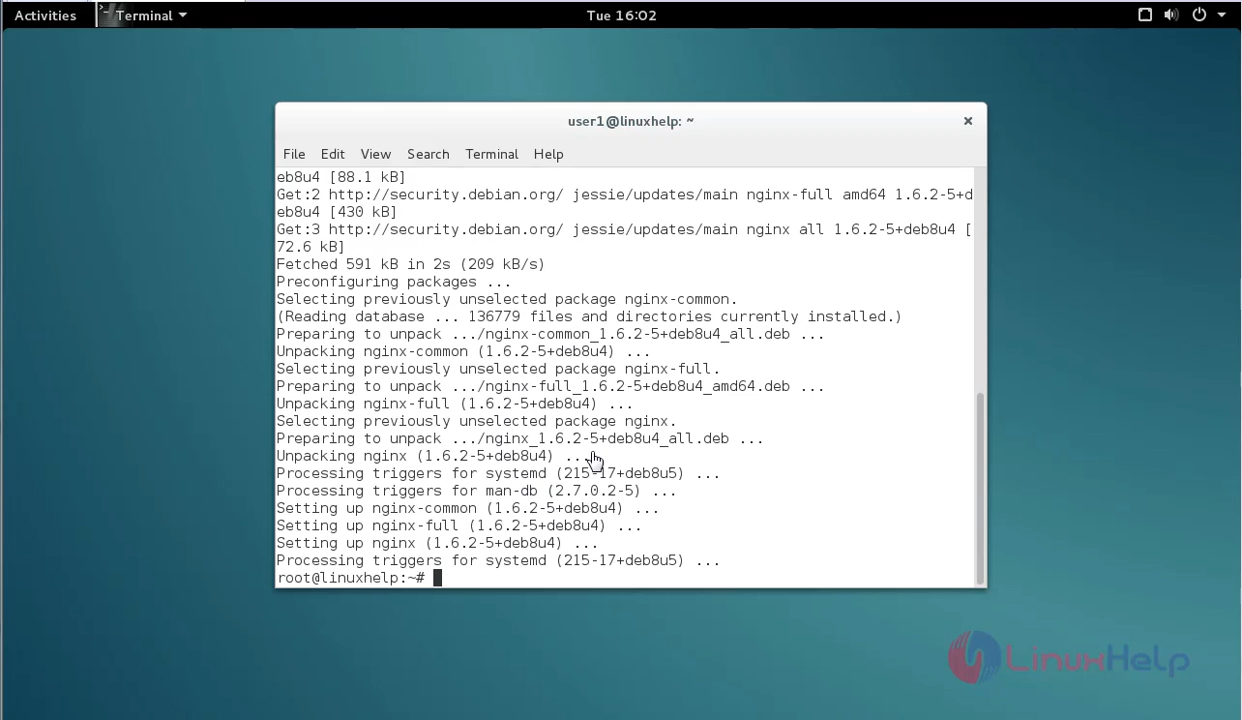 Activities
Terminal
Tue 16:02
user1@linuxhelp: ~
File Edit View Search Terminal Help
eb8u4 [88.1 kB]
Get:2 http://security.debian.org/ jessie/updates/main nginx-full amd64 1.6.2-5+d
eb8u4 [430 kB]
Get:3 http://security.debian.org/ jessie/updates/main nginx all 1.6.2-5+deb8u4 [
72.6 kB]
Fetched 591 kB in 2s (209 kB/s)
Preconfiguring packages ...
Selecting previously unselected package nginx-common.
(Reading database ... 136779 files and directories currently installed.)
Preparing to unpack .../nginx-common_1.6.2-5+deb8u4_all.deb ...
Unpacking nginx-common (1.6.2-5+deb8u4) ...
Selecting previously unselected package nginx-full.
Preparing to unpack .../nginx-full_1.6.2-5+deb8u4_amd64.deb ...
Unpacking nginx-full (1.6.2-5+deb8u4) ...
Selecting previously unselected package nginx.
Preparing to unpack .../nginx_1.6.2-5+deb8u4_all.deb ...
Unpacking nginx (1.6.2-5+deb8u4) ...
Processing triggers for systemd (215-17+deb8u5) ...
Processing triggers for man-db (2.7.0.2-5) ...
Setting up nginx-common (1.6.2-5+deb8u4) ...
Setting up nginx-full (1.6.2-5+deb8u4) ...
Setting up nginx (1.6.2-5+deb8u4) ...
Processing triggers for systemd (215-17+deb8u5) ...
root@linuxhelp:~#
LinuxHelp